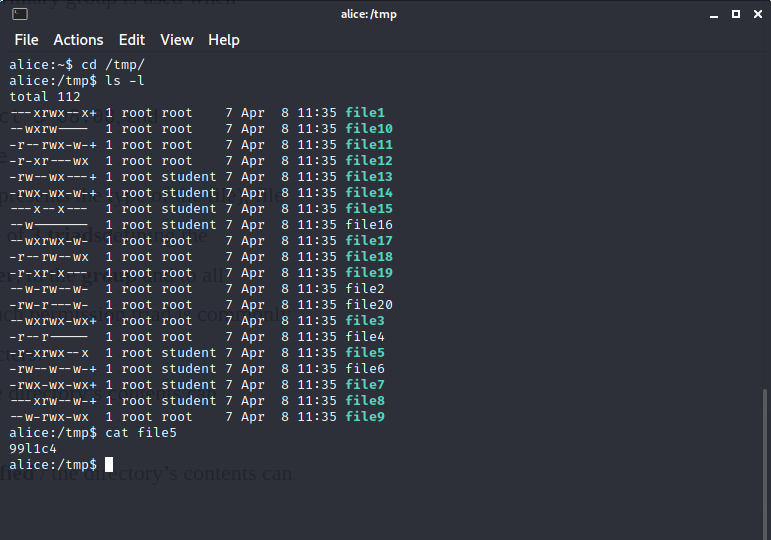 group is used when
alice:/tmp
File Actions Edit View Help
alice:~$ cd /tmp/
alice:/tmp$ ls -l
total 112
---xrwx--x+ 1 root root 7 Apr 8 11:35 file1
--wxrw---- 1 root root 7 Apr 8 11:35 file10
-r--rwx-w-+ 1 root root 7 Apr 8 11:35 file11
-r-xr---wx 1 root root 7 Apr 8 11:35 file12
-rw--wx---+ 1 root student 7 Apr 8 11:35 file13
-rwx-wx-w-+ 1 root student 7 Apr 8 11:35 file14
---x--x--- 1 root student 7 Apr 8 11:35 file15
--w------- 1 root student 7 Apr 8 11:35 file16
--wxrwx-w- 1 root root 7 Apr 8 11:35 file17
-r--rw--wx 1 root root 7 Apr 8 11:35 file18
-r-xr-x--- 1 root root 7 Apr 8 11:35 file19
--w-rw--w- 1 root root 7 Apr 8 11:35 file2
-rw-r---w- 1 root root 7 Apr 8 11:35 file20
--wxrwx-wx+ 1 root root 7 Apr 8 11:35 file3
-r--r----- 1 root root 7 Apr 8 11:35 file4
-r-xrwx--x 1 root student 7 Apr 8 11:35 file5
-rw--w--w-+ 1 root student 7 Apr 8 11:35 file6
-rwx-wx-wx+ 1 root student 7 Apr 8 11:35 file7
---xrw--w-+ 1 root student 7 Apr 8 11:35 file8
--w-rwx-wx 1 root root 7 Apr 8 11:35 file9
alice:/tmp$ cat file5
99l1c4
alice:/tmp$
the directory’s contents can